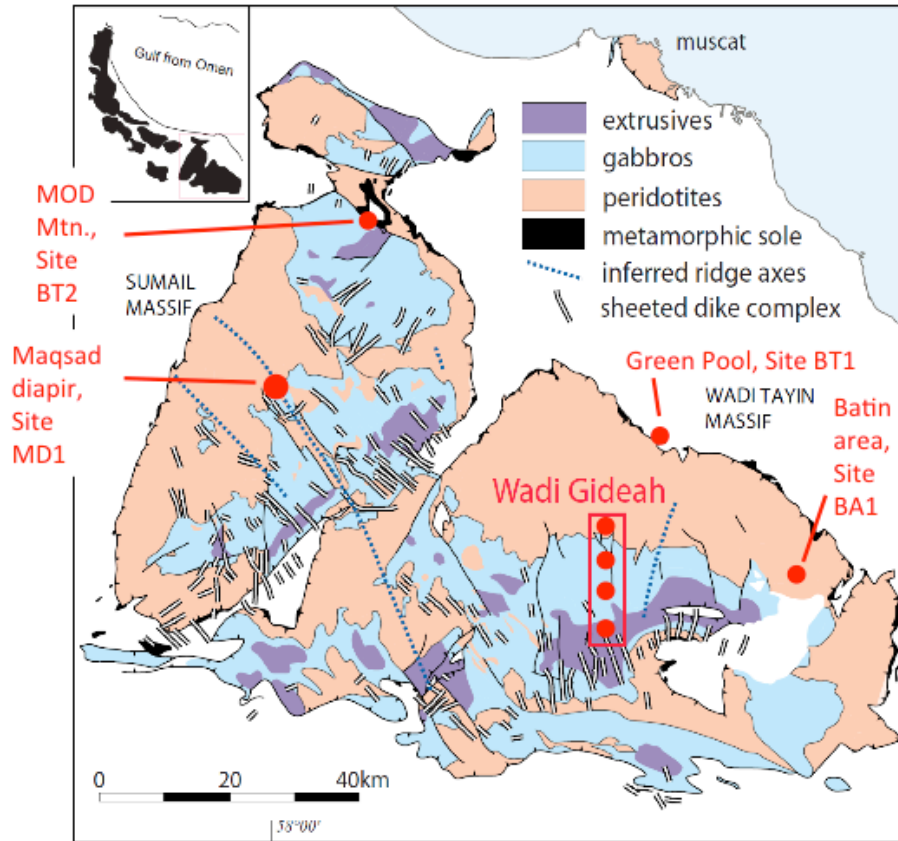 Gulf from Omen
muscat
extrusives
gabbros
peridotites
metamorphic sole
inferred ridge axes
sheeted dike complex
MOD
Mtn.,
Site
BT2
SUMAIL
MASSIF
Maqsad
diapir,
Site
MD1
Green Pool, Site BT1
WADI TAYIN
MASSIF
Batin
area,
Site
BA1
Wadi Gideah
0 20 40km
58°00'